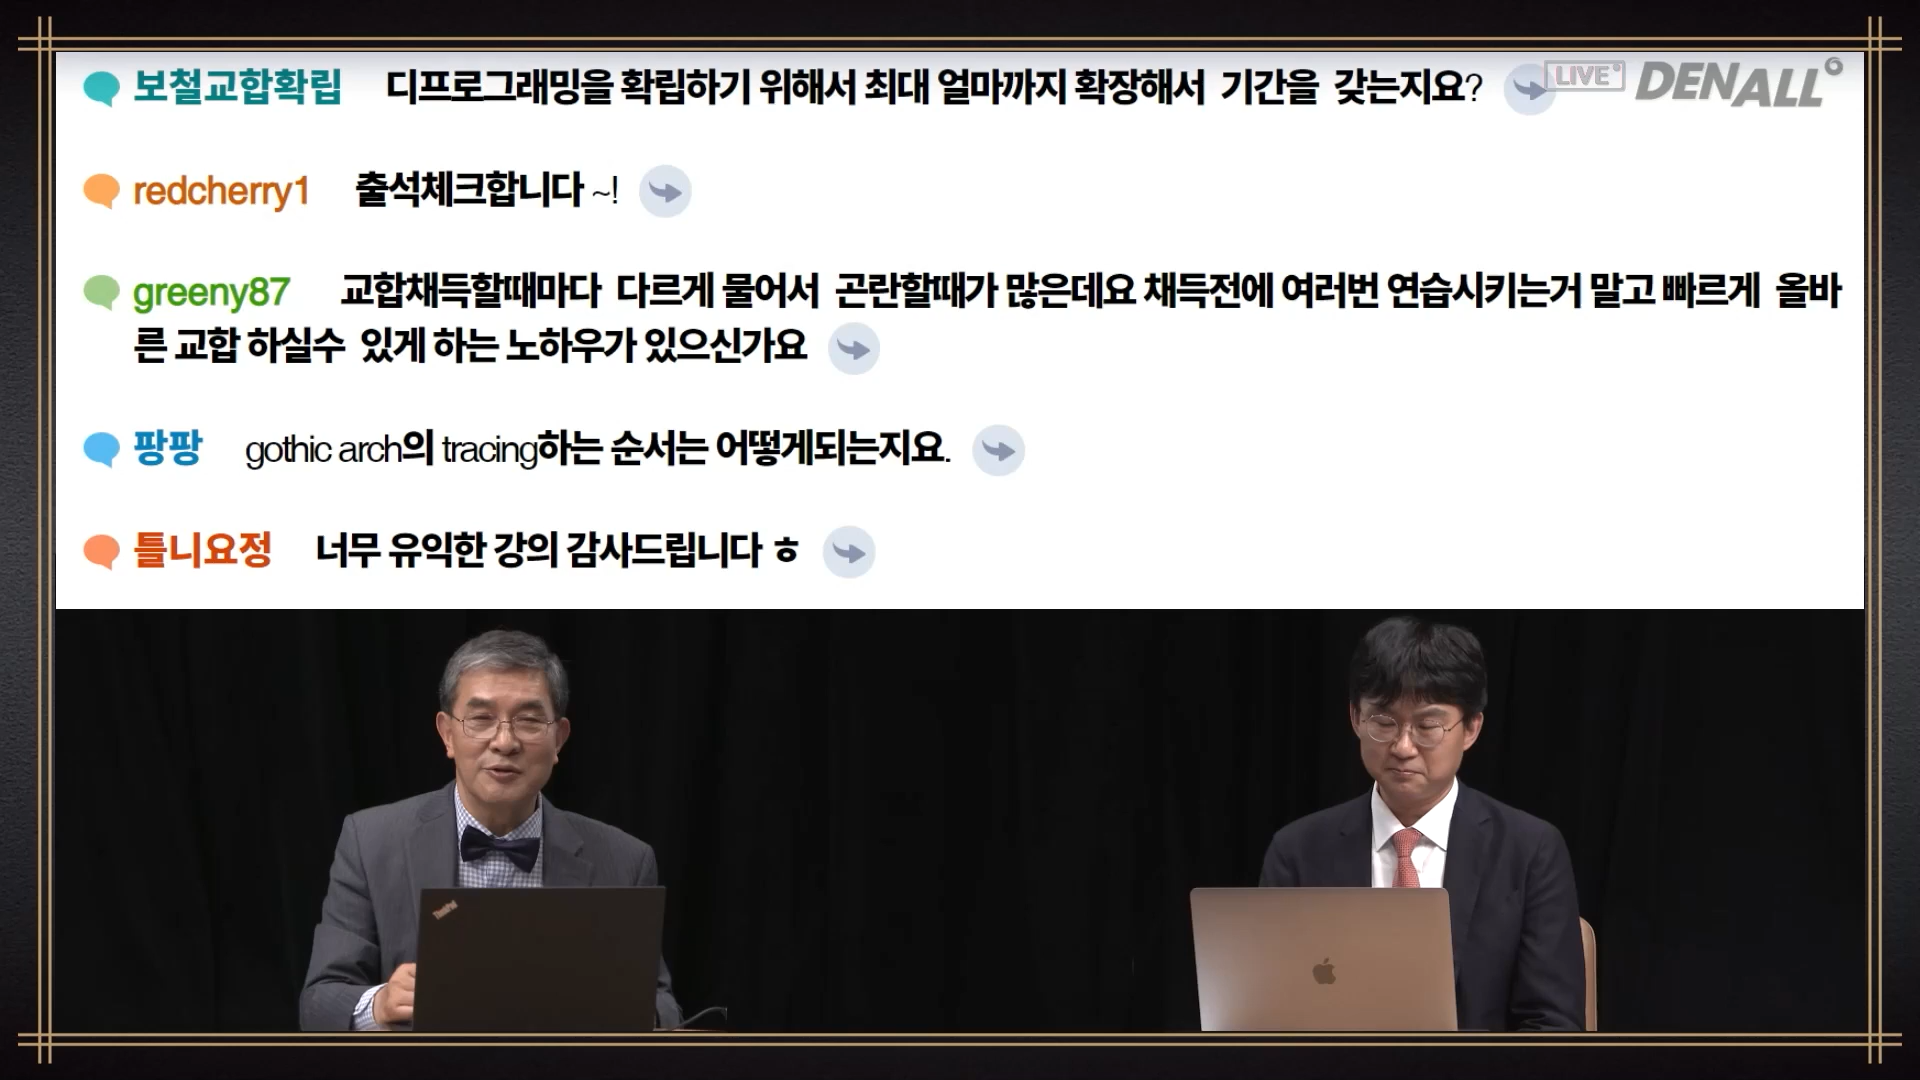 보철교합확립 디프로그래밍을 확립하기 위해서 최대 얼마까지 확장해서 기간을 갖는지요?
LIVE DENALL
redcherry1 출석체크합니다 ~!
greeny87 교합채득할때마다 다르게 물어서 곤란할때가 많은데요 채득전에 여러번 연습시키는거 말고 빠르게 올바
른 교합 하실수 있게 하는 노하우가 있으신가요
팡팡 gothic arch의 tracing하는 순서는 어떻게되는지요.
틀니요정 너무 유익한 강의 감사드립니다 ㅎ
ThinkPad